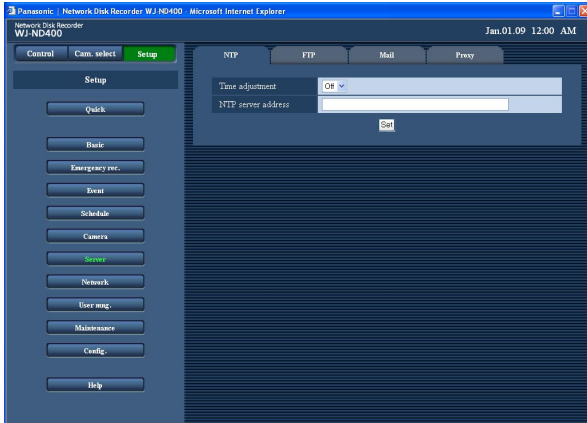 Panasonic | Network Disk Recorder WJ-ND400 - Microsoft Internet Explorer
Network Disk Recorder
WJ-ND400
Jan.01.09 12:00 AM
Control Cam. select Setup
NTP FTP Mail Proxy
Setup
Time adjustment Off
NTP server address
Set
Quick
Basic
Emergency rec.
Event
Schedule
Camera
Server
Network
User mng.
Maintenance
Config.
Help